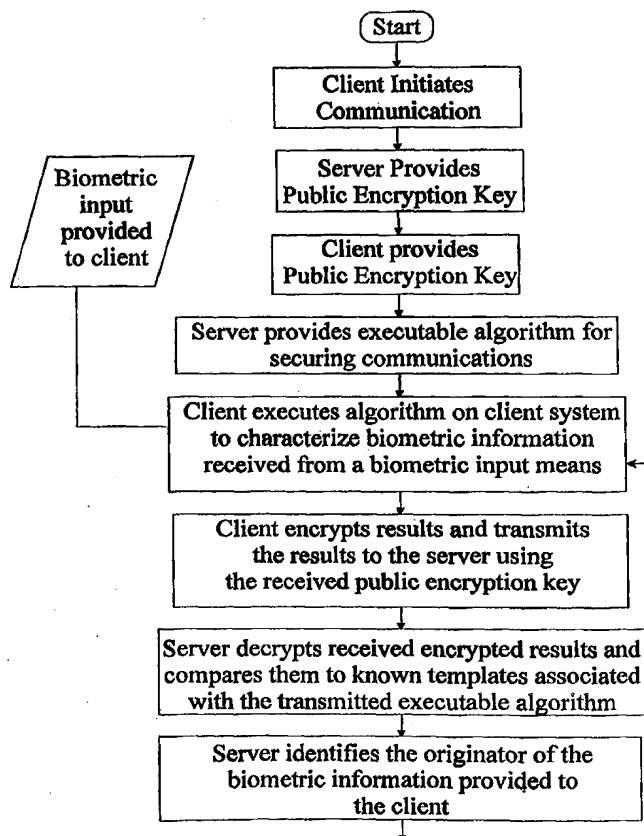 Start
Client Initiates
Communication
Server Provides
Public Encryption Key
Biometric
input
provided
to client
Client provides
Public Encryption Key
Server provides executable algorithm for
securing communications
Client executes algorithm on client system
to characterize biometric information
received from a biometric input means
Client encrypts results and transmits
the results to the server using
the received public encryption key
Server decrypts received encrypted results and
compares them to known templates associated
with the transmitted executable algorithm
Server identifies the originator of the
biometric information provided to
the client